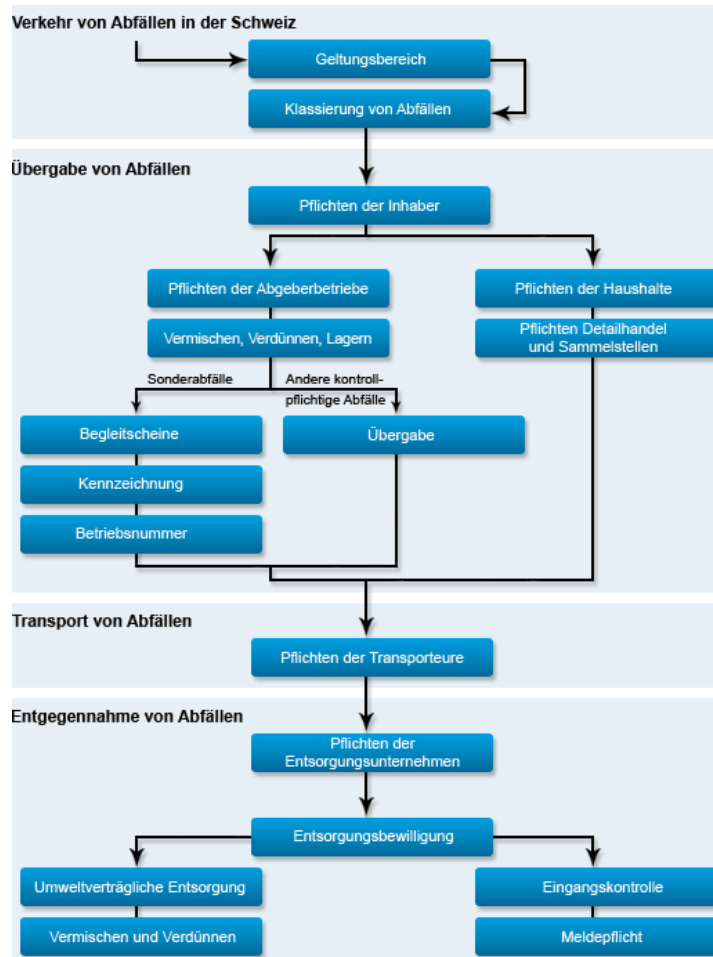 Verkehr von Abfällen in der Schweiz
Geltungsbereich
Klassierung von Abfällen
Übergabe von Abfällen
Pflichten der Inhaber
Pflichten der Abgeberbetriebe
Pflichten der Haushalte
Vermischen, Verdünnen, Lagern
Pflichten Detailhandel
und Sammelstellen
Sonderabfälle
Andere kontroll-
pflichtige Abfälle
Begleitscheine
Übergabe
Kennzeichnung
Betriebsnummer
Transport von Abfällen
Pflichten der Transporteure
Entgegennahme von Abfällen
Pflichten der
Entsorgungsunternehmen
Entsorgungsbewilligung
Umweltverträgliche Entsorgung
Eingangskontrolle
Vermischen und Verdünnen
Meldepflicht